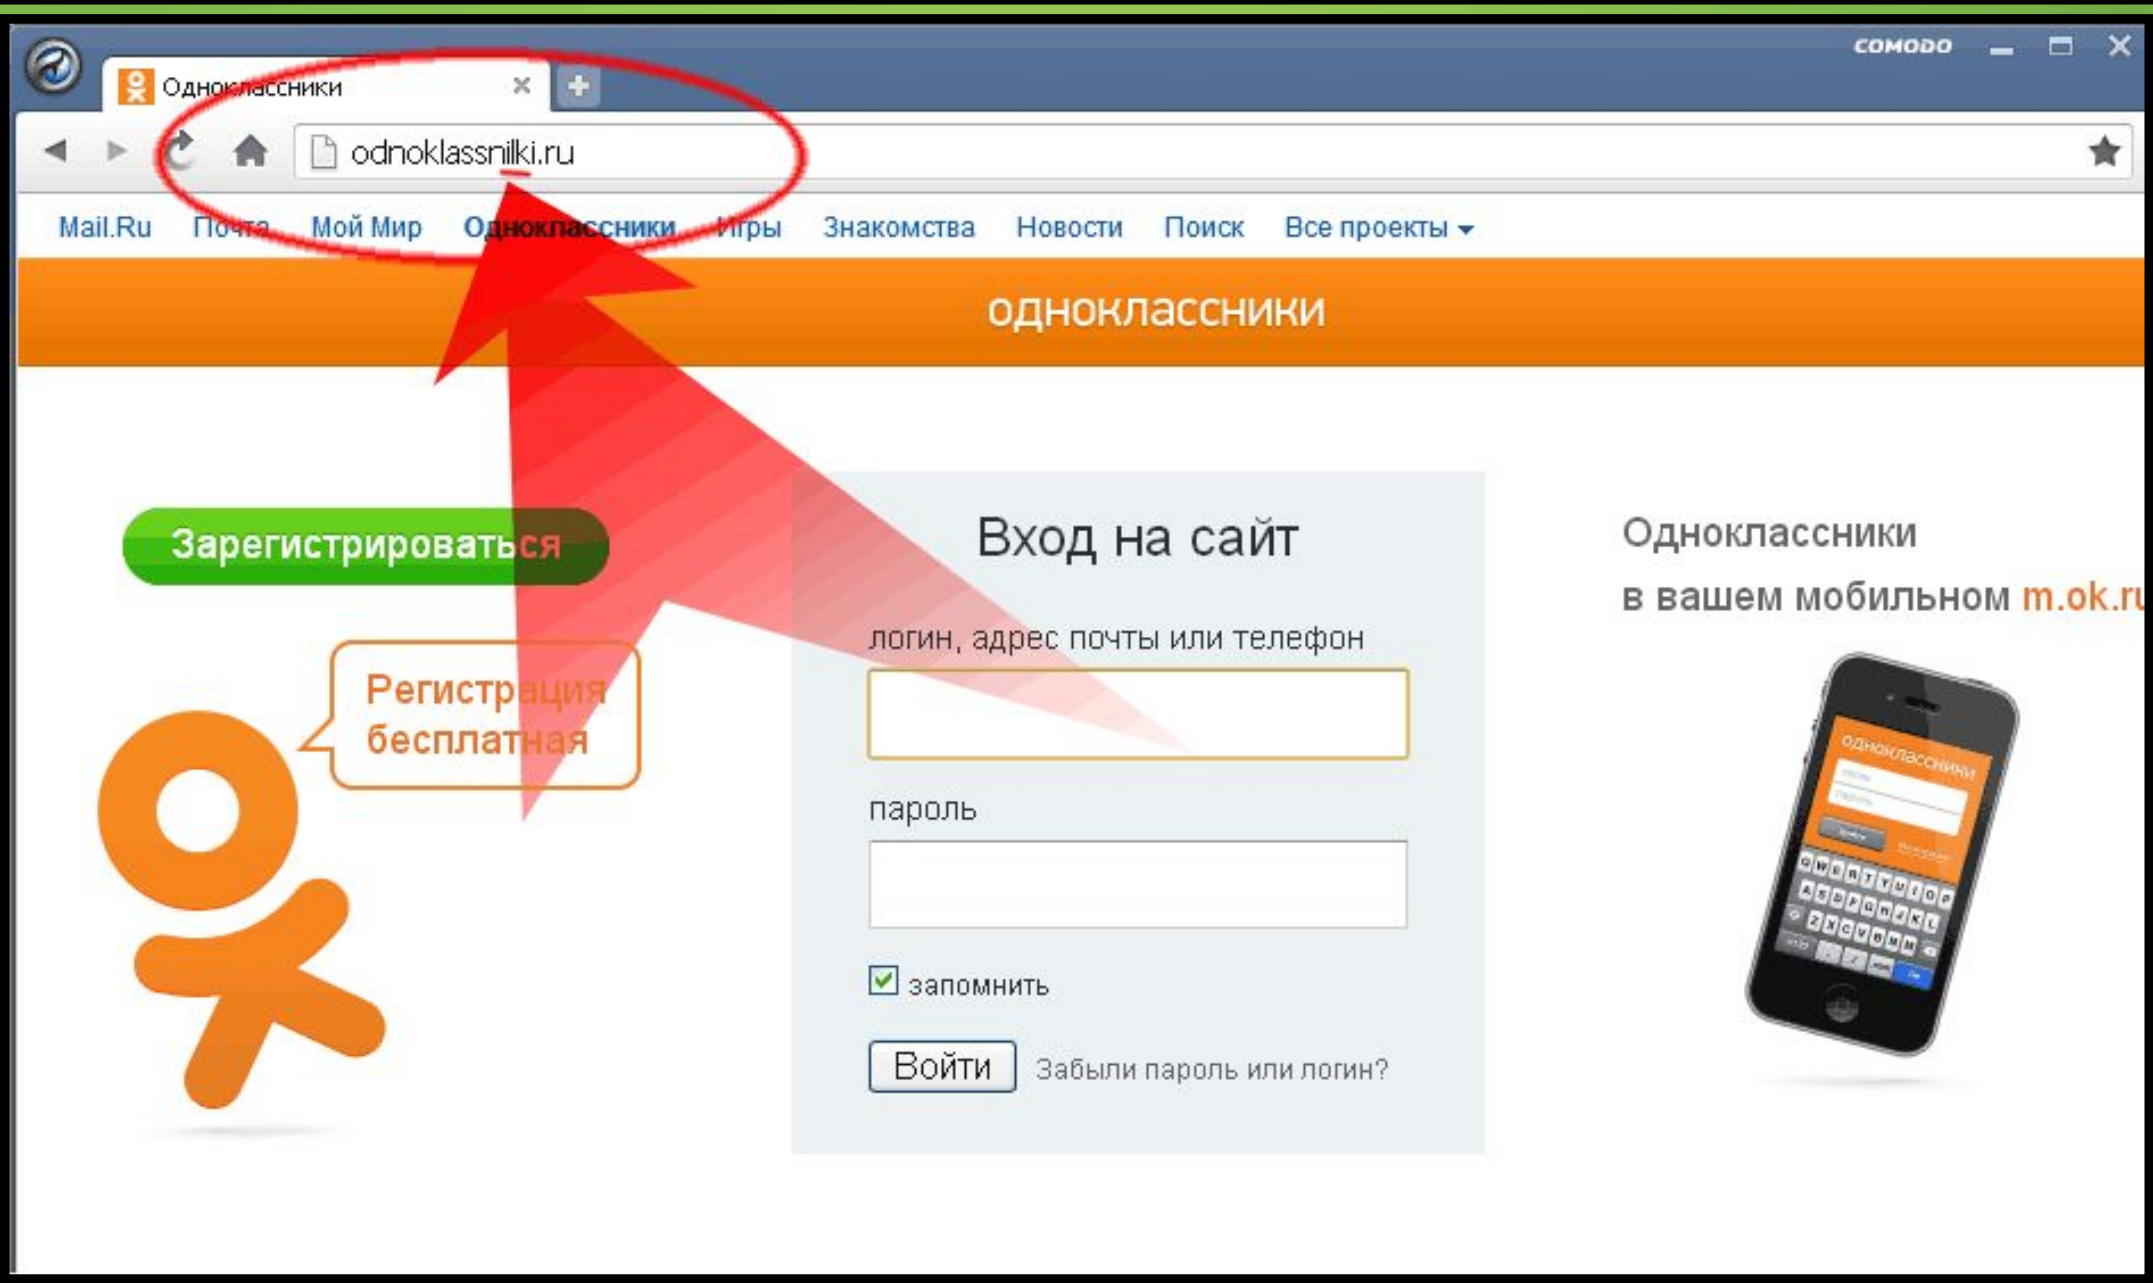 COMODO
Одноклассники
odnoklassnilki.ru
Mail.Ru Почта Мой Мир Одноклассники Игры Знакомства Новости Поиск Все проекты
одноклассники
Зарегистрироваться
Регистрация
бесплатная
Вход на сайт
логин, адрес почты или телефон
пароль
запомнить
Войти Забыли пароль или логин?
Одноклассники
в вашем мобильном m.ok.ru
одноклассники